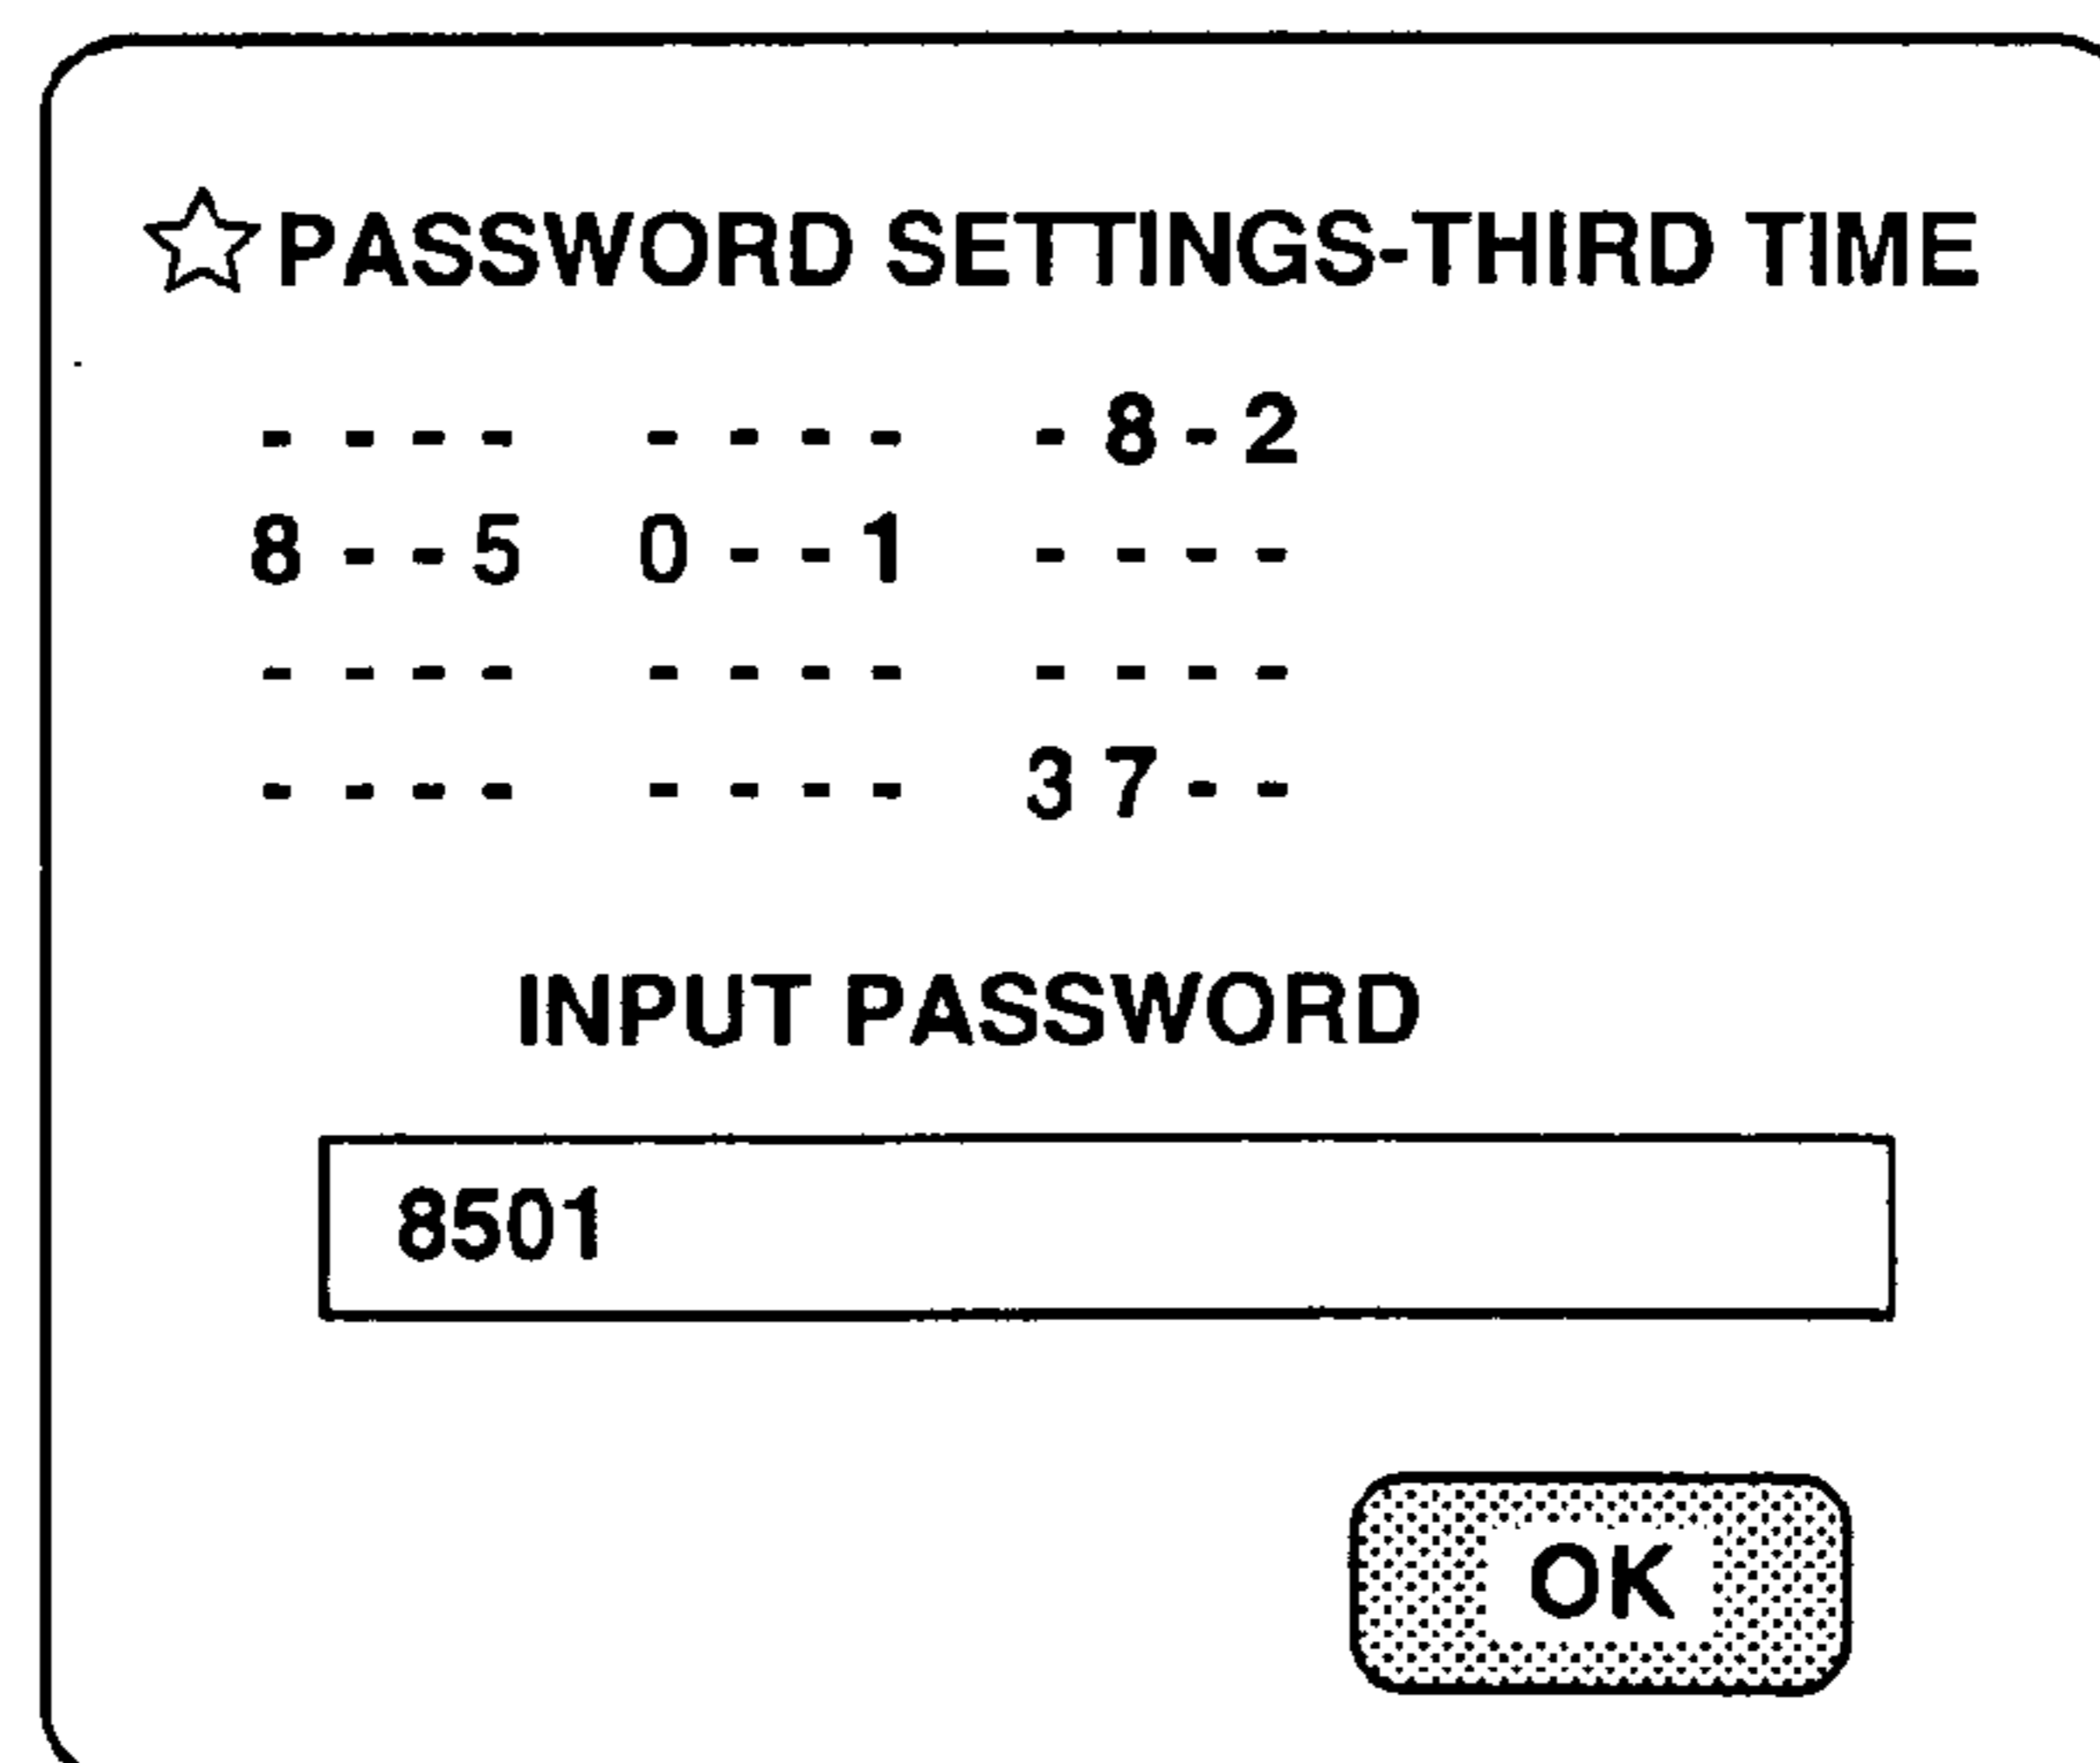 ☆PASSWORD SETTINGS-THIRD TIME
- - - - - - - - - 8 - 2
8 - - 5 0 - - 1 - - - -
- - - - - - - - - - - -
- - - - - - - - 3 7 - -
INPUT PASSWORD
8501
OK